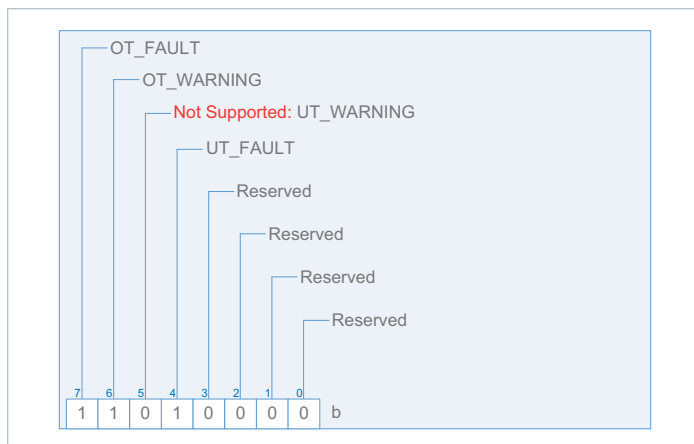 OT_FAULT
OT_WARNING
Not Supported: UT_WARNING
UT_FAULT
Reserved
Reserved
Reserved
Reserved
7 6 5 4 3 2 1 0
1 1 0 1 0 0 0 0 b